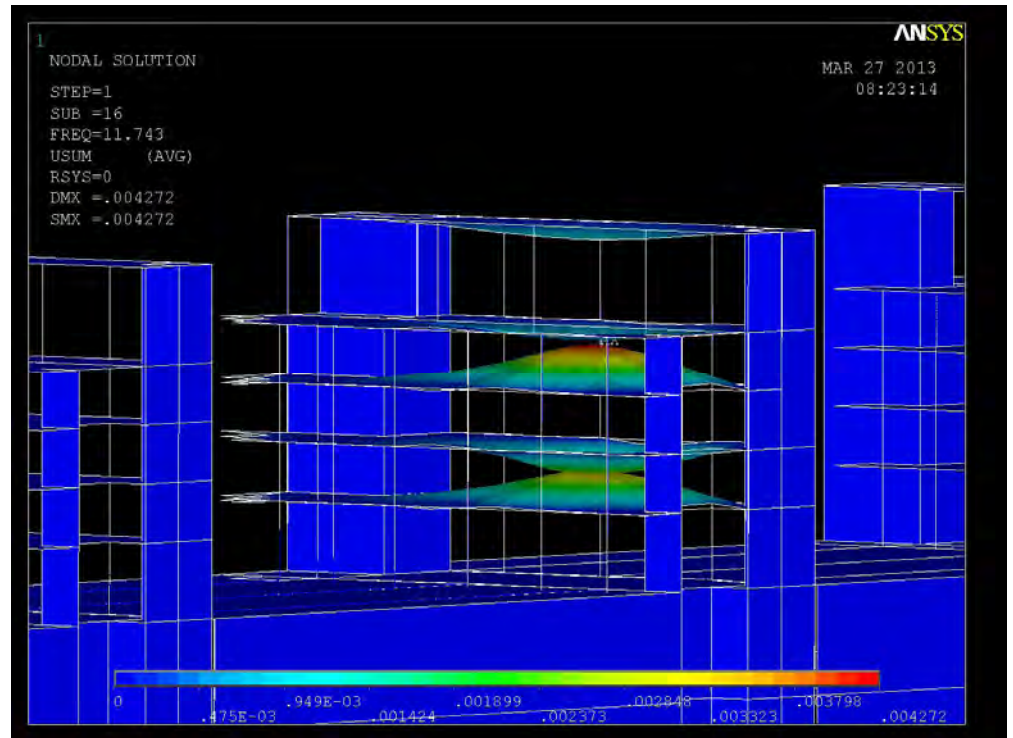 1
ANSYS
NODAL SOLUTION
MAR 27 2013
08:23:14
STEP=1
SUB =16
FREQ=11.743
USUM (AVG)
RSYS=0
DMX =.004272
SMX =.004272
0 .949E-03 .001899 .002848 .003798
.475E-03 .001424 .002373 .003323 .004272